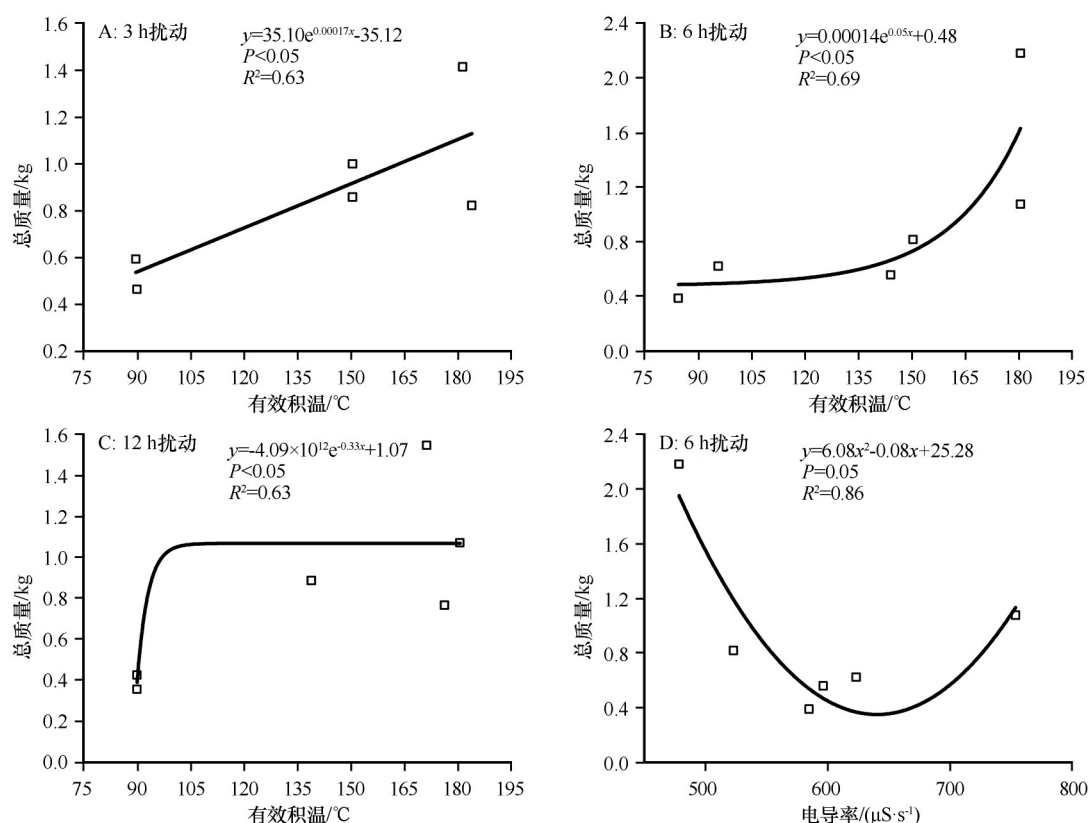 A: 3 h扰动
y=35.10e^0.00017x-35.12
P<0.05
R²=0.63
总质量/kg
1.6
1.4
1.2
1.0
0.8
0.6
0.4
0.2
75 90 105 120 135 150 165 180 195
有效积温/℃
B: 6 h扰动
y=0.00014e^0.05x+0.48
P<0.05
R²=0.69
总质量/kg
2.4
2.0
1.6
1.2
0.8
0.4
0.0
75 90 105 120 135 150 165 180 195
有效积温/℃
C: 12 h扰动
y=-4.09×10^12e^-0.33x+1.07
P<0.05
R²=0.63
总质量/kg
1.6
1.4
1.2
1.0
0.8
0.6
0.4
0.2
0.0
75 90 105 120 135 150 165 180 195
有效积温/℃
D: 6 h扰动
y=6.08x²-0.08x+25.28
P=0.05
R²=0.86
总质量/kg
2.4
2.0
1.6
1.2
0.8
0.4
0.0
500 600 700 800
电导率/(μS·s⁻¹)